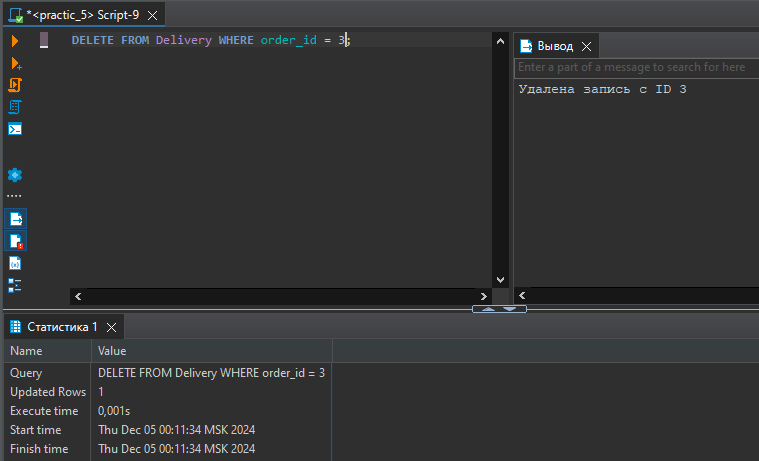 *<practic_5> Script-9
DELETE FROM Delivery WHERE order_id = 3;
Вывод
Enter a part of a message to search for here
Удалена запись с ID 3
Статистика 1
Name Value
Query DELETE FROM Delivery WHERE order_id = 3
Updated Rows 1
Execute time 0,001s
Start time Thu Dec 05 00:11:34 MSK 2024
Finish time Thu Dec 05 00:11:34 MSK 2024